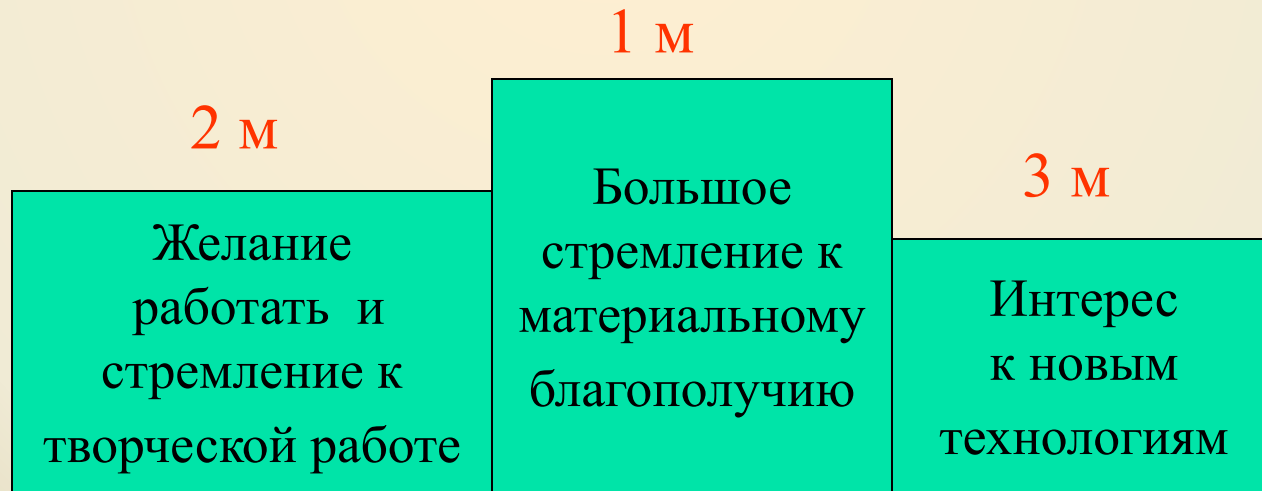 1 м
2 м
3 м
Желание
работать и
стремление к
творческой работе
Большое
стремление к
материальному
благополучию
Интерес
к новым
технологиям